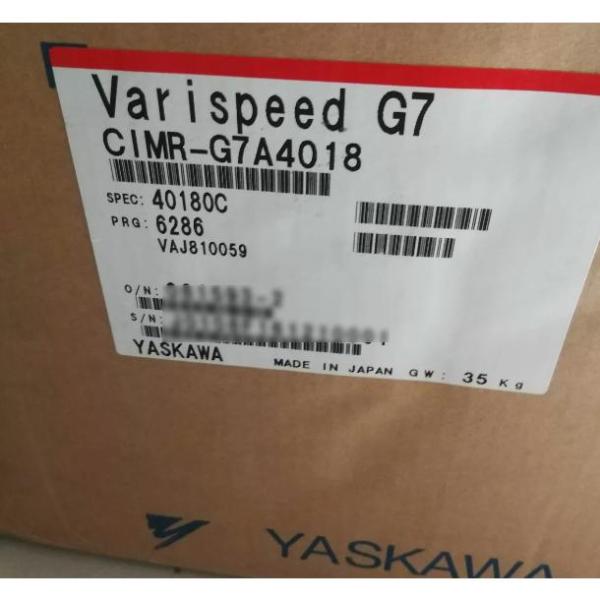 Varispeed G7
CIMR-G7A4018
SPEC: 40180C
PRG: 6286
VAJ810059
O/N:
S/N:
YASKAWA
MADE IN JAPAN GW: 35 Kg
YASKAWA